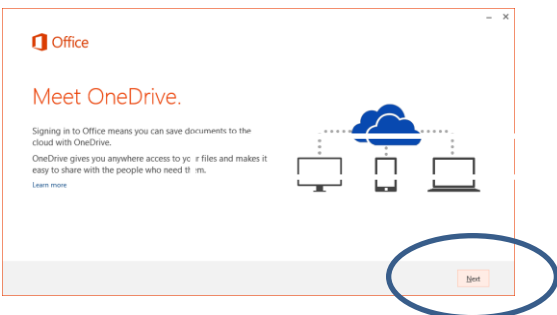 Office
Meet OneDrive.
Signing in to Office means you can save documents to the
cloud with OneDrive.
OneDrive gives you anywhere access to your files and makes it
easy to share with the people who need them.
Learn more
Next